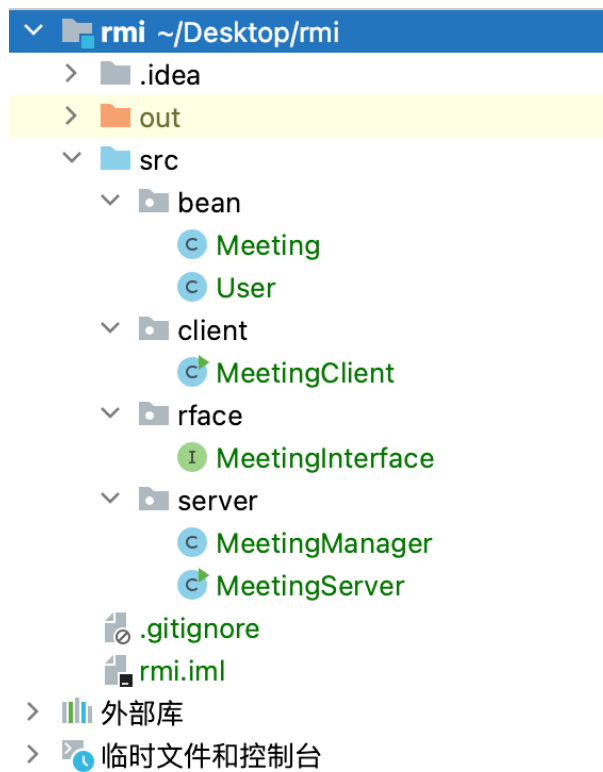 rmi ~/Desktop/rmi
.idea
out
src
bean
C Meeting
C User
client
C MeetingClient
rface
I MeetingInterface
server
C MeetingManager
C MeetingServer
.gitignore
rmi.iml
外部库
临时文件和控制台